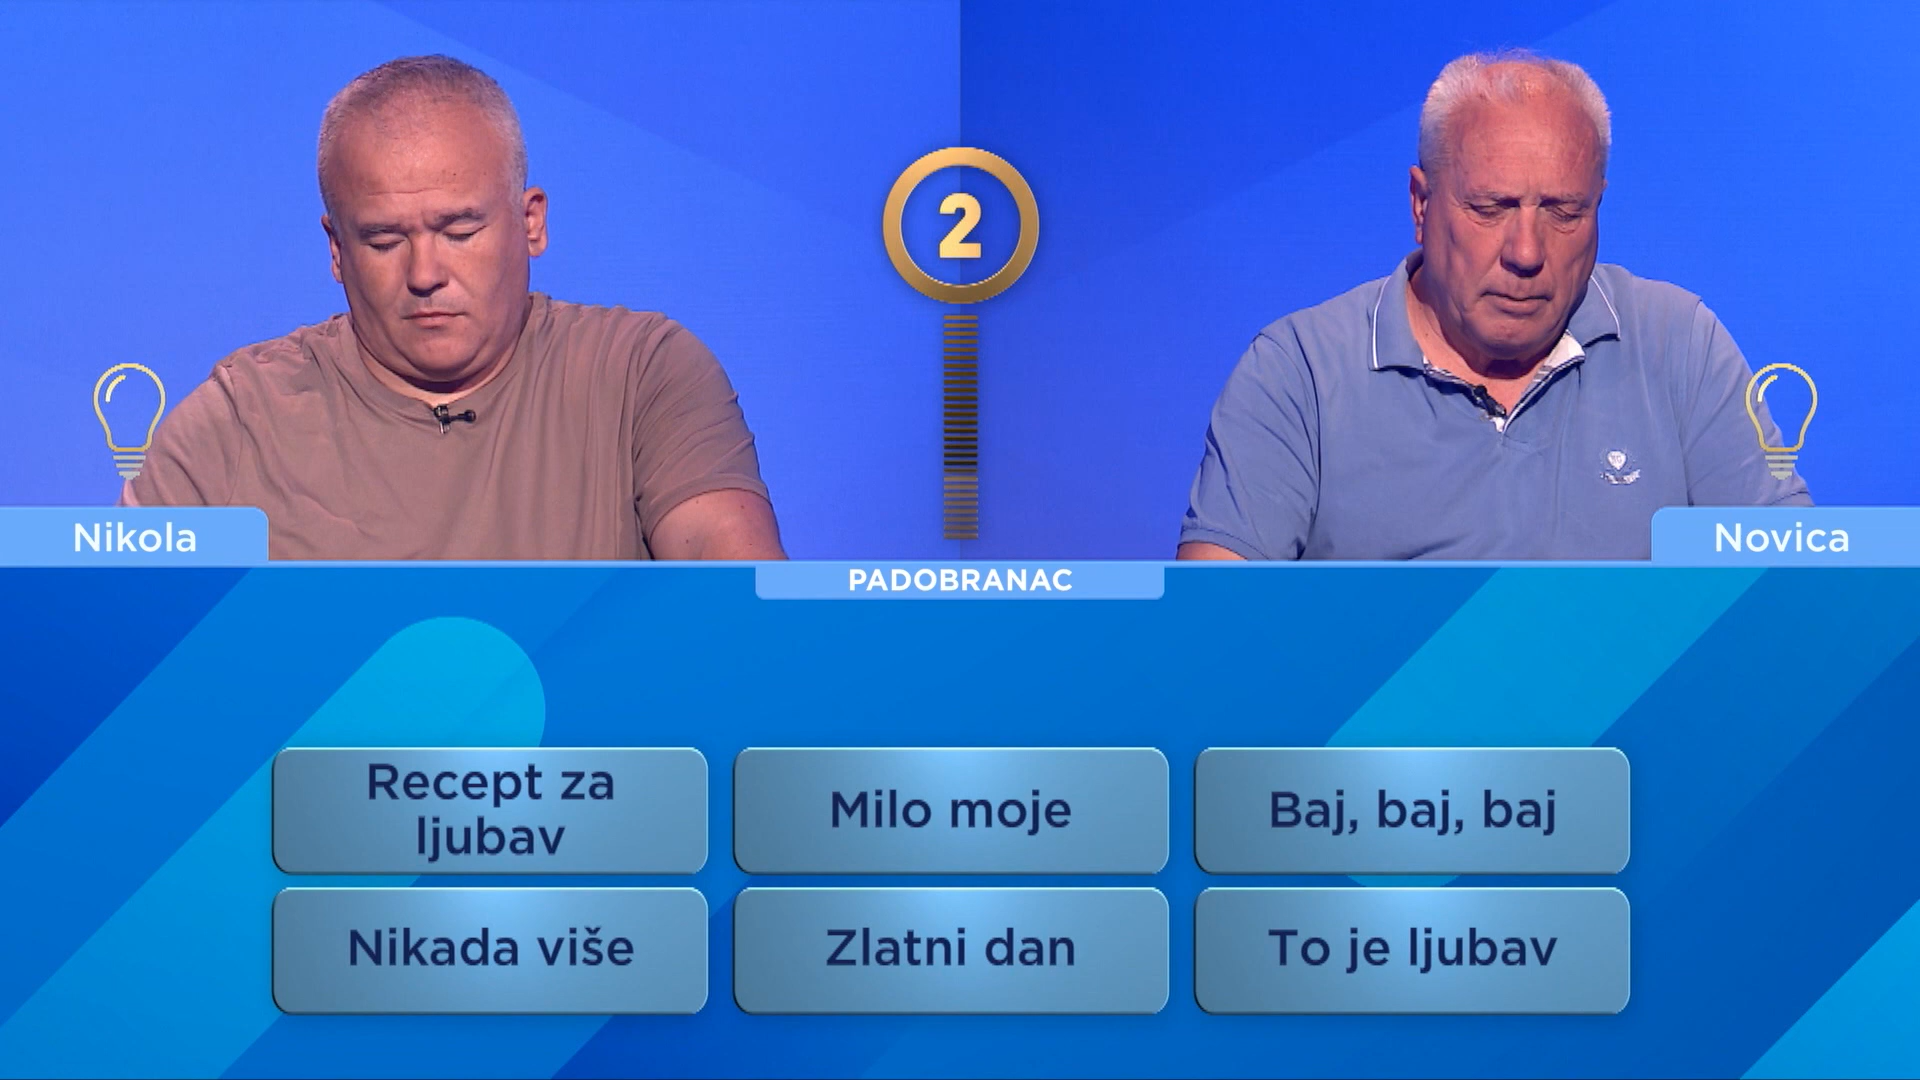 2
Nikola
Novica
PADOBRANAC
Recept za
ljubav
Milo moje
Baj, baj, baj
Nikada više
Zlatni dan
To je ljubav